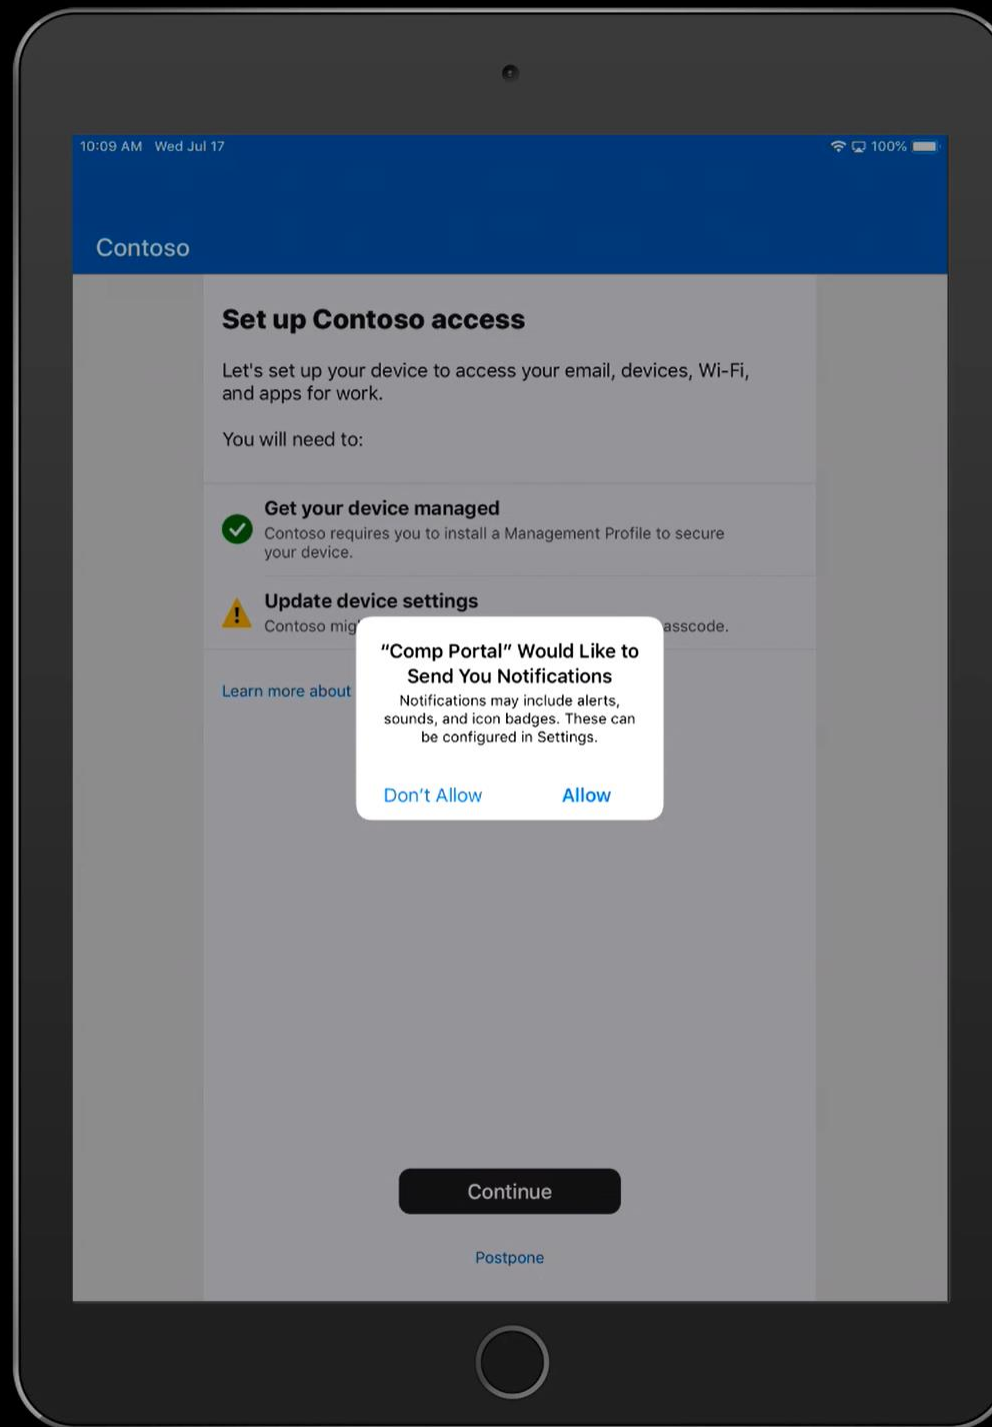 10:09 AM Wed Jul 17
100%
Contoso
Set up Contoso access
Let's set up your device to access your email, devices, Wi-Fi,
and apps for work.
You will need to:
Get your device managed
Contoso requires you to install a Management Profile to secure
your device.
Update device settings
Contoso
Learn more about
“Comp Portal” Would Like to
Send You Notifications
Notifications may include alerts,
sounds, and icon badges. These can
be configured in Settings.
Don’t Allow
Allow
Continue
Postpone